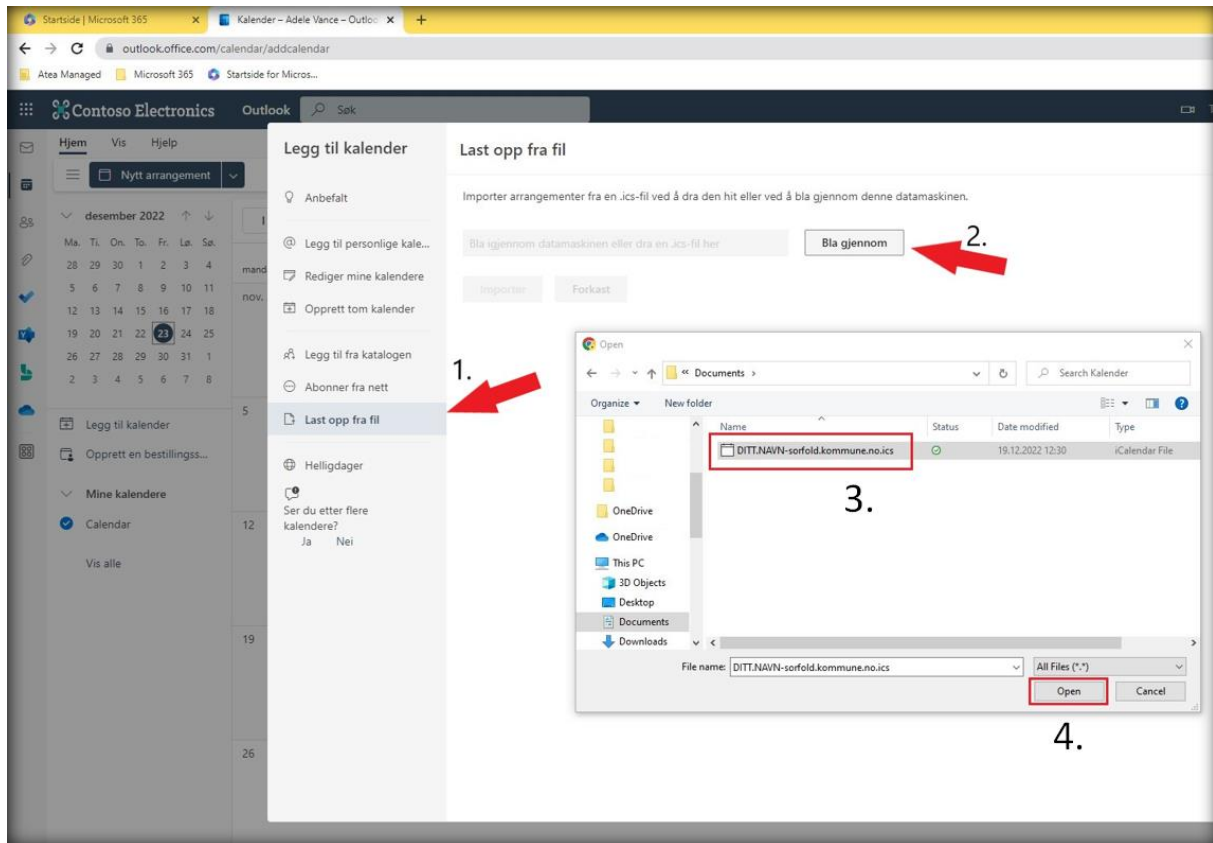 Startside | Microsoft 365
Kalender – Adele Vance – Outloo
outlook.office.com/calendar/addcalendar
Atea Managed
Microsoft 365
Startside for Micros...
Contoso Electronics
Outlook
Søk
Hjem Vis Hjelp
Nytt arrangement
desember 2022
Ma. Ti. On. To. Fr. Lø. Sø.
28 29 30 1 2 3 4
5 6 7 8 9 10 11
12 13 14 15 16 17 18
19 20 21 22 23 24 25
26 27 28 29 30 31 1
2 3 4 5 6 7 8
Legg til kalender
Opprett en bestillingss...
Mine kalendere
Calendar
Vis alle
mand
nov.
5
12
19
26
Legg til kalender
Anbefalt
Legg til personlige kale...
Rediger mine kalendere
Opprett tom kalender
Legg til fra katalogen
Abonner fra nett
Last opp fra fil
Helligdager
Ser du etter flere
kalendere?
Ja Nei
1.
Last opp fra fil
Importer arrangementer fra en .ics-fil ved å dra den hit eller ved å bla gjennom denne datamaskinen.
Bla igjennom datamaskinen eller dra en .ics-fil her
Bla gjennom
2.
Importer
Forkast
Open
« Documents ›
Search Kalender
Organize
New folder
Name
Status
Date modified
Type
DITT.NAVN-sorfold.kommune.no.ics
19.12.2022 12:30
iCalendar File
3.
OneDrive
OneDrive
This PC
3D Objects
Desktop
Documents
Downloads
File name:
DITT.NAVN-sorfold.kommune.no.ics
All Files (*.*)
Open
Cancel
4.